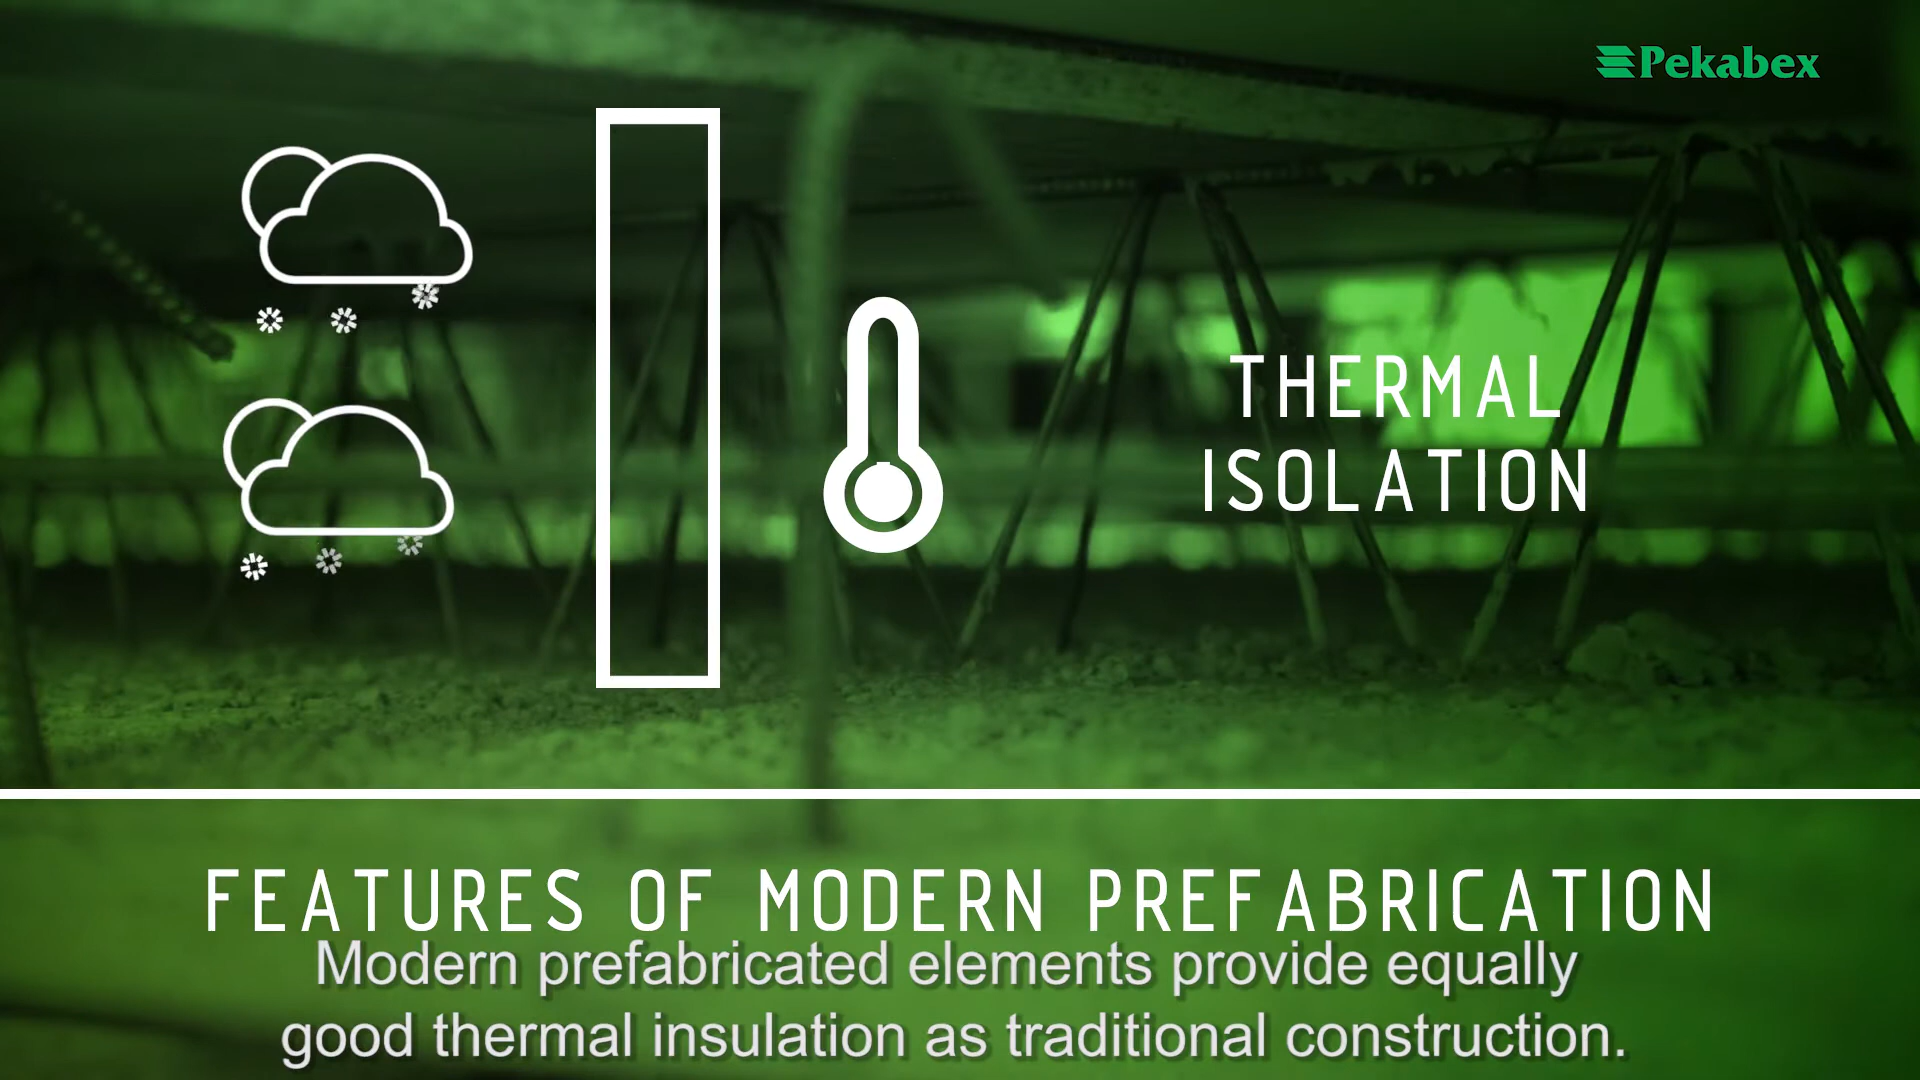 Pekabex
THERMAL
ISOLATION
FEATURES OF MODERN PREFABRICATION
Modern prefabricated elements provide equally
good thermal insulation as traditional construction.